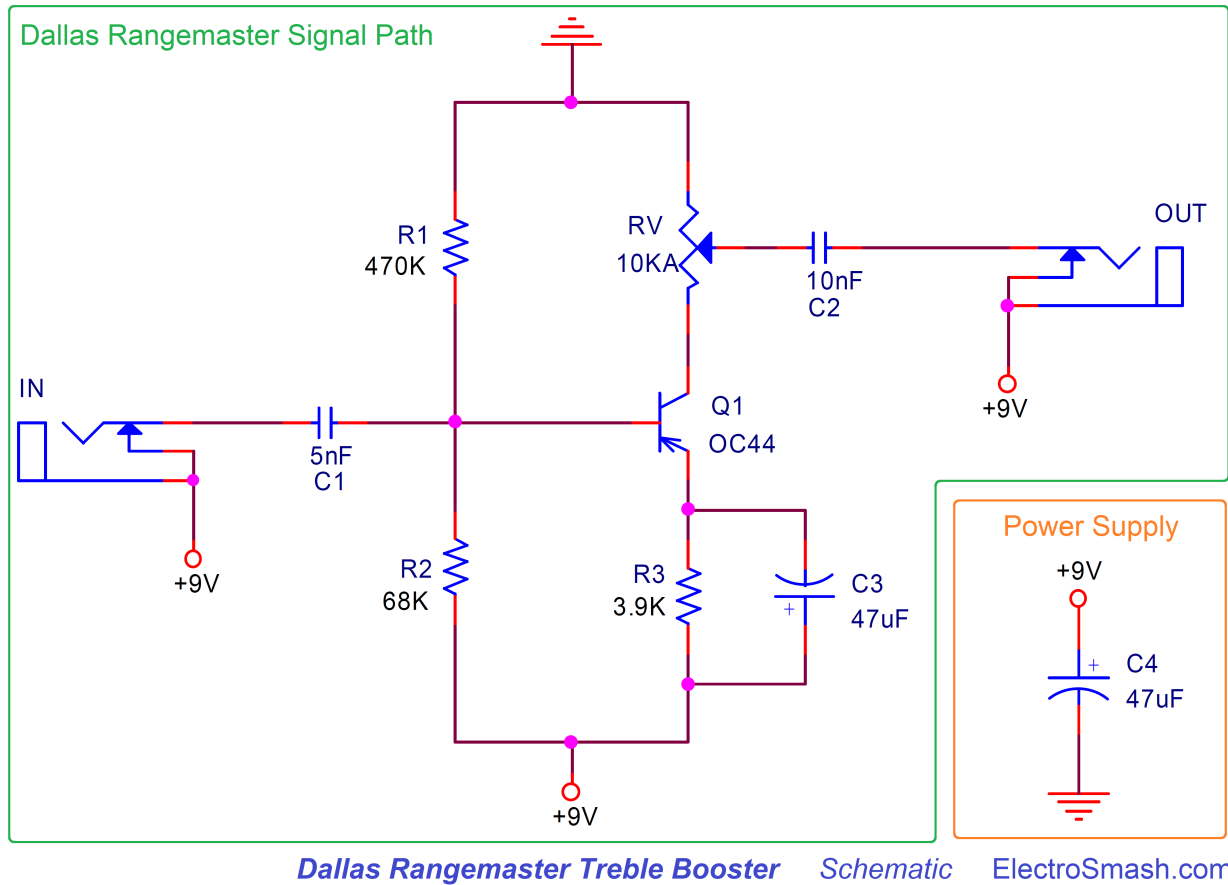 Dallas Rangemaster Signal Path
R1
470K
RV
10KA
10nF
C2
OUT
+9V
IN
5nF
C1
+9V
Q1
OC44
R2
68K
R3
3.9K
+
C3
47uF
+9V
Power Supply
+9V
+
C4
47uF
Dallas Rangemaster Treble Booster Schematic ElectroSmash.com